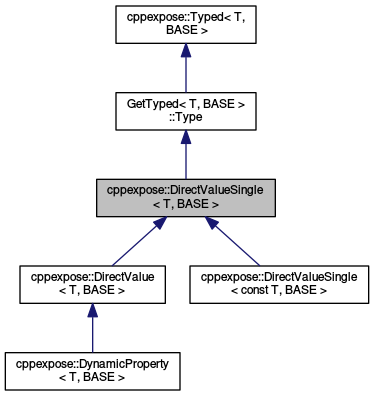 cppexpose::Typed< T,
BASE >
GetTyped< T, BASE >
::Type
cppexpose::DirectValueSingle
< T, BASE >
cppexpose::DirectValue
< T, BASE >
cppexpose::DirectValueSingle
< const T, BASE >
cppexpose::DynamicProperty
< T, BASE >